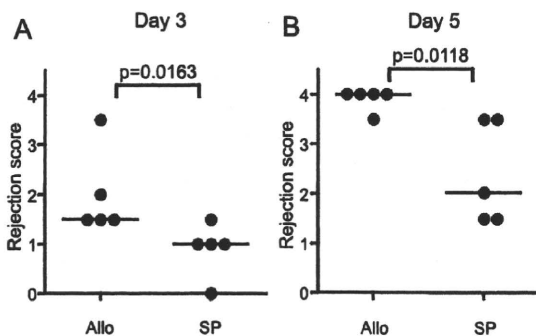 A
Day 3
p=0.0163
Rejection score
4
3
2
1
0
Allo
SP
B
Day 5
p=0.0118
Rejection score
4
3
2
1
0
Allo
SP